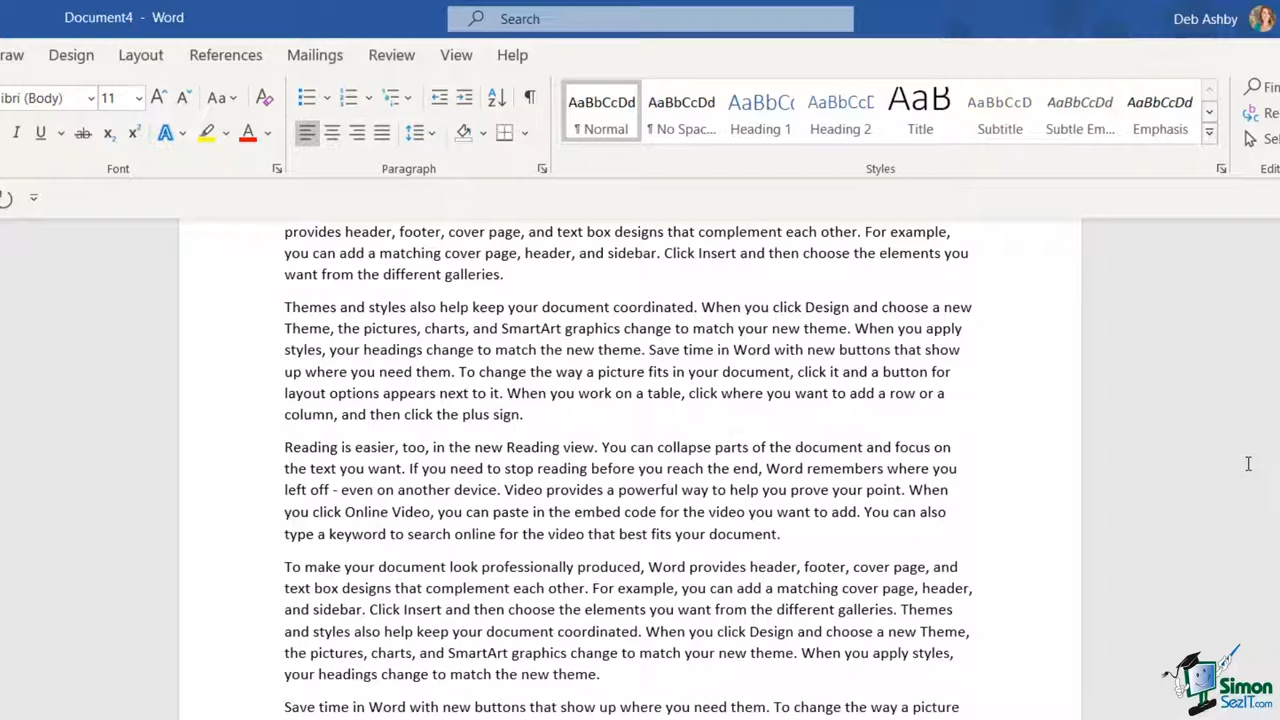 Document4 - Word
Search
Deb Ashby
raw Design Layout References Mailings Review View Help
ibri (Body) 11 Aa
Font
Paragraph
AaBbCcDd AaBbCcDd AaBbC( AaBbCcD AaB AaBbCcD AaBbCcDd AaBbCcDd
¶ Normal ¶ No Spac... Heading 1 Heading 2 Title Subtitle Subtle Em... Emphasis
Styles
Fin
Re
Sel
Edit
provides header, footer, cover page, and text box designs that complement each other. For example,
you can add a matching cover page, header, and sidebar. Click Insert and then choose the elements you
want from the different galleries.
Themes and styles also help keep your document coordinated. When you click Design and choose a new
Theme, the pictures, charts, and SmartArt graphics change to match your new theme. When you apply
styles, your headings change to match the new theme. Save time in Word with new buttons that show
up where you need them. To change the way a picture fits in your document, click it and a button for
layout options appears next to it. When you work on a table, click where you want to add a row or a
column, and then click the plus sign.
Reading is easier, too, in the new Reading view. You can collapse parts of the document and focus on
the text you want. If you need to stop reading before you reach the end, Word remembers where you
left off - even on another device. Video provides a powerful way to help you prove your point. When
you click Online Video, you can paste in the embed code for the video you want to add. You can also
type a keyword to search online for the video that best fits your document.
To make your document look professionally produced, Word provides header, footer, cover page, and
text box designs that complement each other. For example, you can add a matching cover page, header,
and sidebar. Click Insert and then choose the elements you want from the different galleries. Themes
and styles also help keep your document coordinated. When you click Design and choose a new Theme,
the pictures, charts, and SmartArt graphics change to match your new theme. When you apply styles,
your headings change to match the new theme.
Save time in Word with new buttons that show up where you need them. To change the way a picture
Simon
SezIT.com